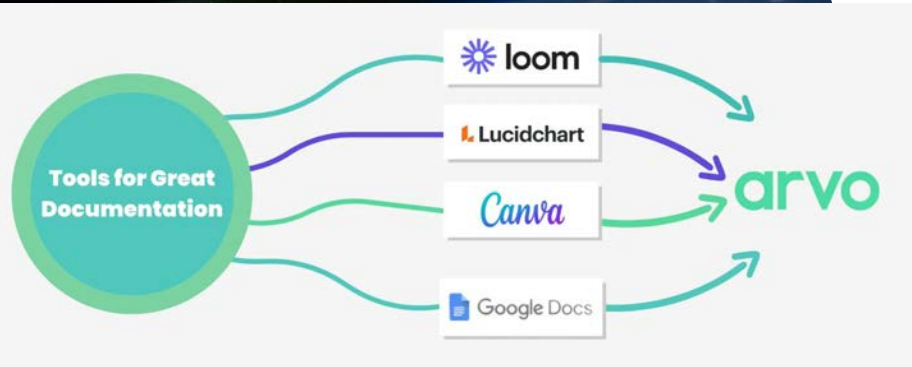 Tools for Great
Documentation
loom
Lucidchart
Canva
Google Docs
arvo